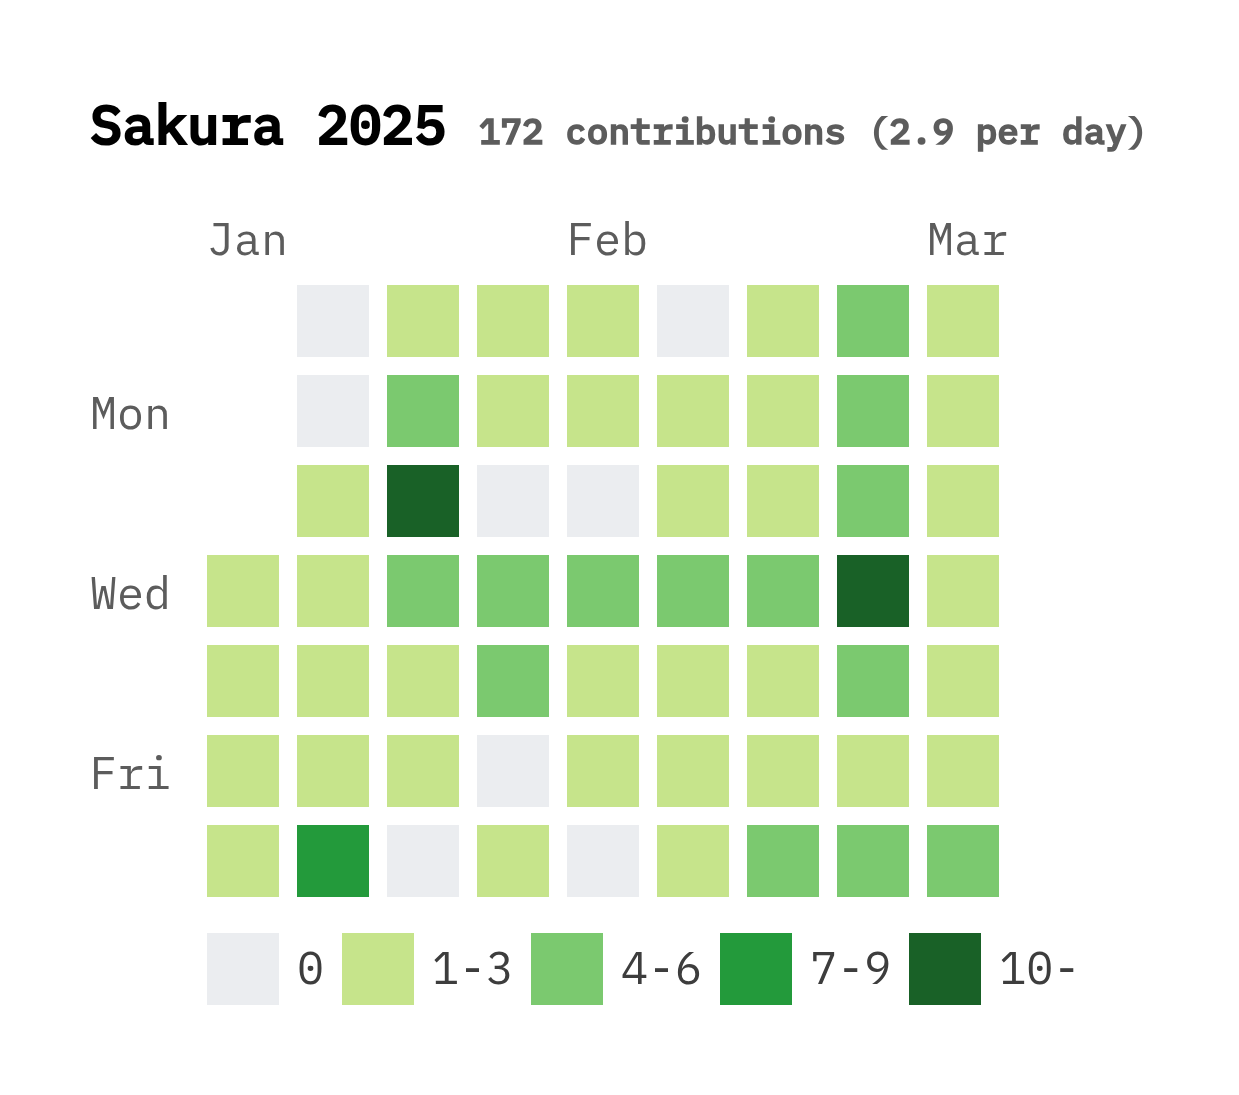 Sakura 2025 172 contributions (2.9 per day)
Jan Feb Mar
Mon
Wed
Fri
0 1-3 4-6 7-9 10-